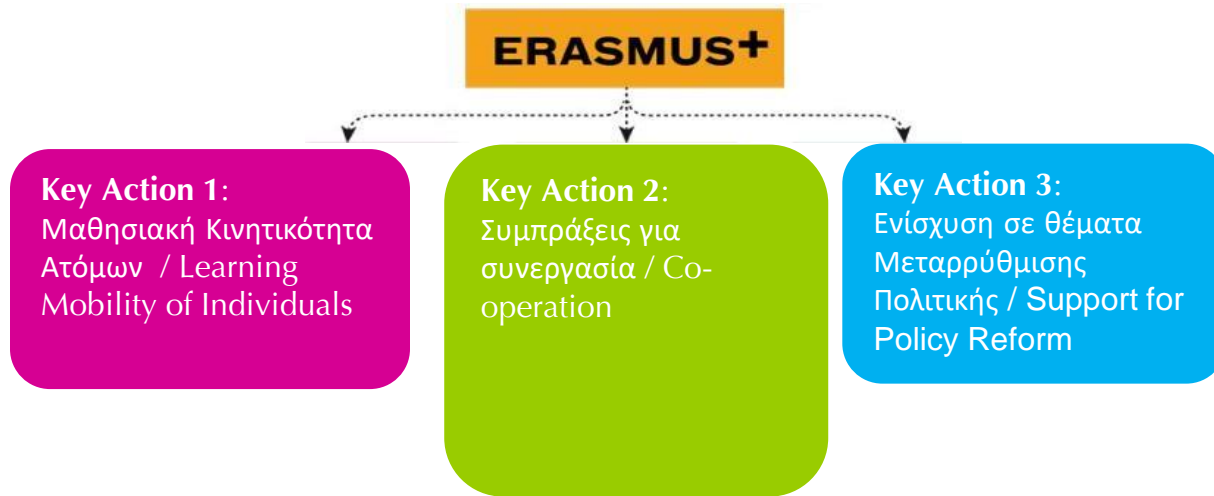 ERASMUS+
Key Action 1:
Μαθησιακή Κινητικότητα
Ατόμων / Learning
Mobility of Individuals
Key Action 2:
Συμπράξεις για
συνεργασία / Co-
operation
Key Action 3:
Ενίσχυση σε θέματα
Μεταρρύθμισης
Πολιτικής / Support for
Policy Reform